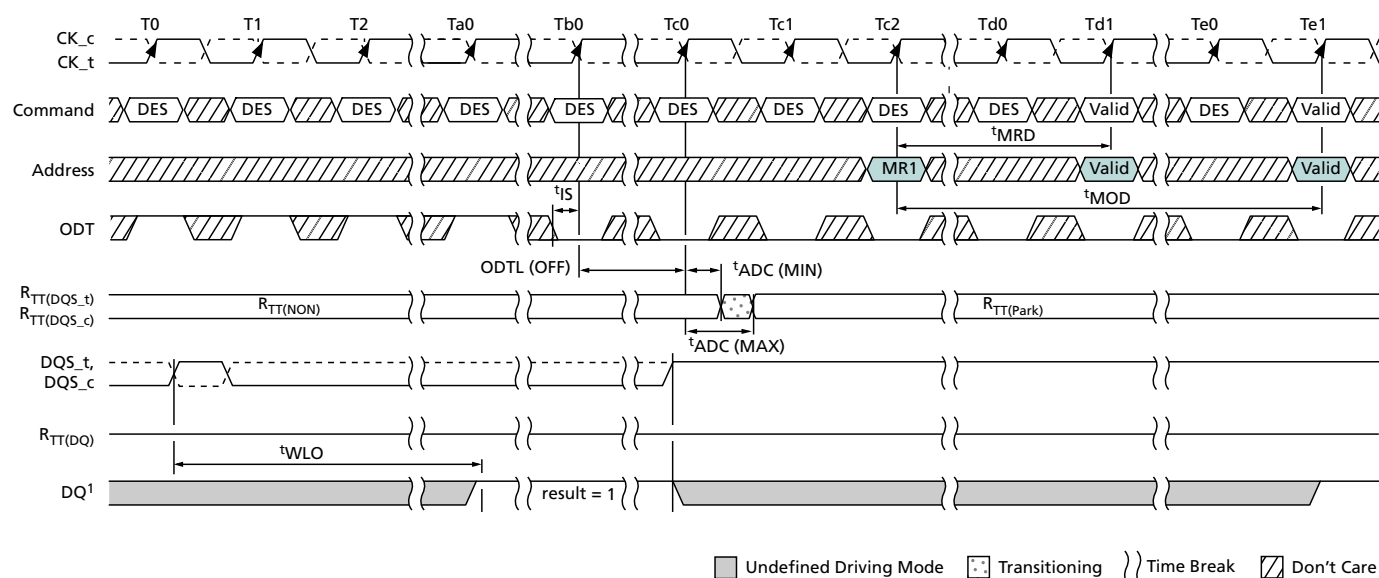 T0 T1 T2 Ta0 Tb0 Tc0 Tc1 Tc2 Td0 Td1 Te0 Te1
CK_c
CK_t
Command DES DES DES DES DES DES DES DES DES Valid DES Valid
tMRD
Address MR1 Valid Valid
tIS tMOD
ODT
ODTL (OFF) tADC (MIN)
RTT(DQS_t)
RTT(NON) RTT(Park)
RTT(DQS_c)
tADC (MAX)
DQS_t,
DQS_c
RTT(DQ)
tWLO
DQ1 result = 1
Undefined Driving Mode Transitioning Time Break Don't Care